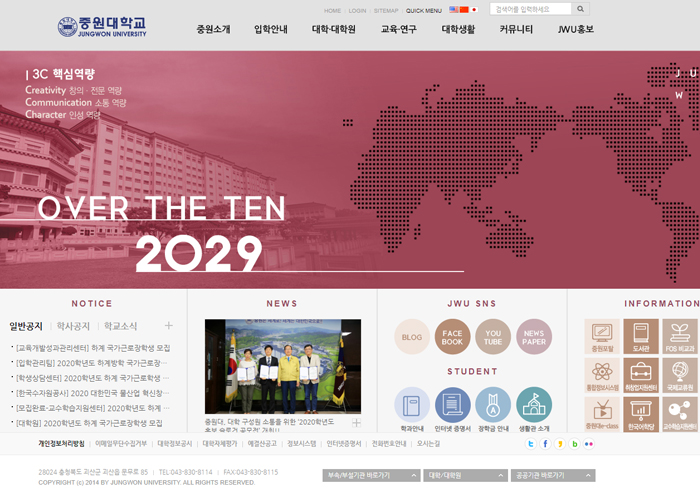 HOME | LOGIN | SITEMAP | QUICK MENU
검색어를 입력하세요
중원대학교
JUNGWON UNIVERSITY
중원소개 입학안내 대학·대학원 교육·연구 대학생활 커뮤니티 JWU홍보
| 3C 핵심역량
Creativity 창의 · 전문 역량
Communication 소통 역량
Character 인성 역량
J U
W
OVER THE TEN
2029
NOTICE
일반공지 | 학사공지 | 학교소식
· [교육개발성과관리센터] 하계 국가근로장학생 모집
· [입학관리팀] 2020학년도 하계방학 국가근로장···
· [학생상담센터] 2020학년도 하계 국가근로학생 ···
· [한국수자원공사] 2020 대한민국 물산업 혁신창···
· [모집완료-교수학습지원센터] 2020학년도 하계 ···
· [대학원] 2020학년도 하계 국가근로장학생 모집
NEWS
중원대, 대학 구성원 소통을 위한 '2020학년도
JWU SNS
BLOG
FACE BOOK
YOU TUBE
NEWS PAPER
STUDENT
학과안내 인터넷 증명서 장학금 안내 생활관 소개
INFORMATION
중원포탈 도서관 FOS 비교과
통합정보시스템 취창업지원센터 국제교류원
중원대e-class 한국어학당 교수학습지원센터
개인정보처리방침 | 이메일무단수집거부 | 대학정보공시 | 대학자체평가 | 예결산공고 | 정보시스템 | 인터넷증명서 | 전화번호안내 | 오시는길
28024 충청북도 괴산군 괴산읍 문무로 85 | TEL:043-830-8114 | FAX:043-830-8115
COPYRIGHT (c) 2014 BY JUNGWON UNIVERSITY. ALL RIGHTS RESERVED.
부속/부설기관 바로가기 대학/대학원 공공기관 바로가기